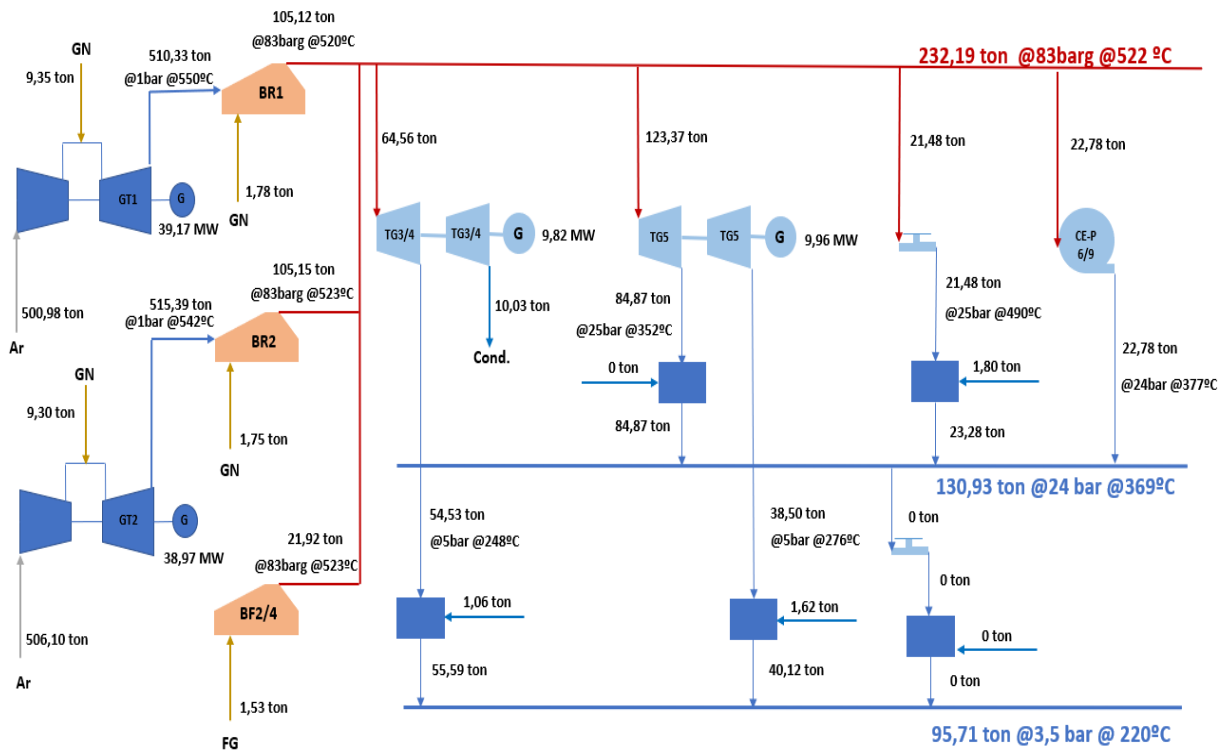 105,12 ton
@83barg @520ºC
GN
510,33 ton
@1bar @550ºC
9,35 ton
BR1
232,19 ton @83barg @522 ºC
64,56 ton
123,37 ton
21,48 ton
22,78 ton
GT1
G
1,78 ton
GN
39,17 MW
TG3/4
TG3/4
G
9,82 MW
TG5
TG5
G
9,96 MW
CE-P
6/9
105,15 ton
@83barg @523ºC
500,98 ton
Ar
515,39 ton
@1bar @542ºC
BR2
10,03 ton
Cond.
84,87 ton
@25bar @352ºC
21,48 ton
@25bar @490ºC
22,78 ton
@24bar @377ºC
GN
9,30 ton
0 ton
1,80 ton
1,75 ton
GN
84,87 ton
23,28 ton
130,93 ton @24 bar @369ºC
GT2
G
38,97 MW
54,53 ton
@5bar @248ºC
38,50 ton
@5bar @276ºC
0 ton
21,92 ton
@83barg @523ºC
0 ton
BF2/4
1,06 ton
1,62 ton
0 ton
506,10 ton
Ar
55,59 ton
40,12 ton
0 ton
1,53 ton
FG
95,71 ton @3,5 bar @ 220ºC